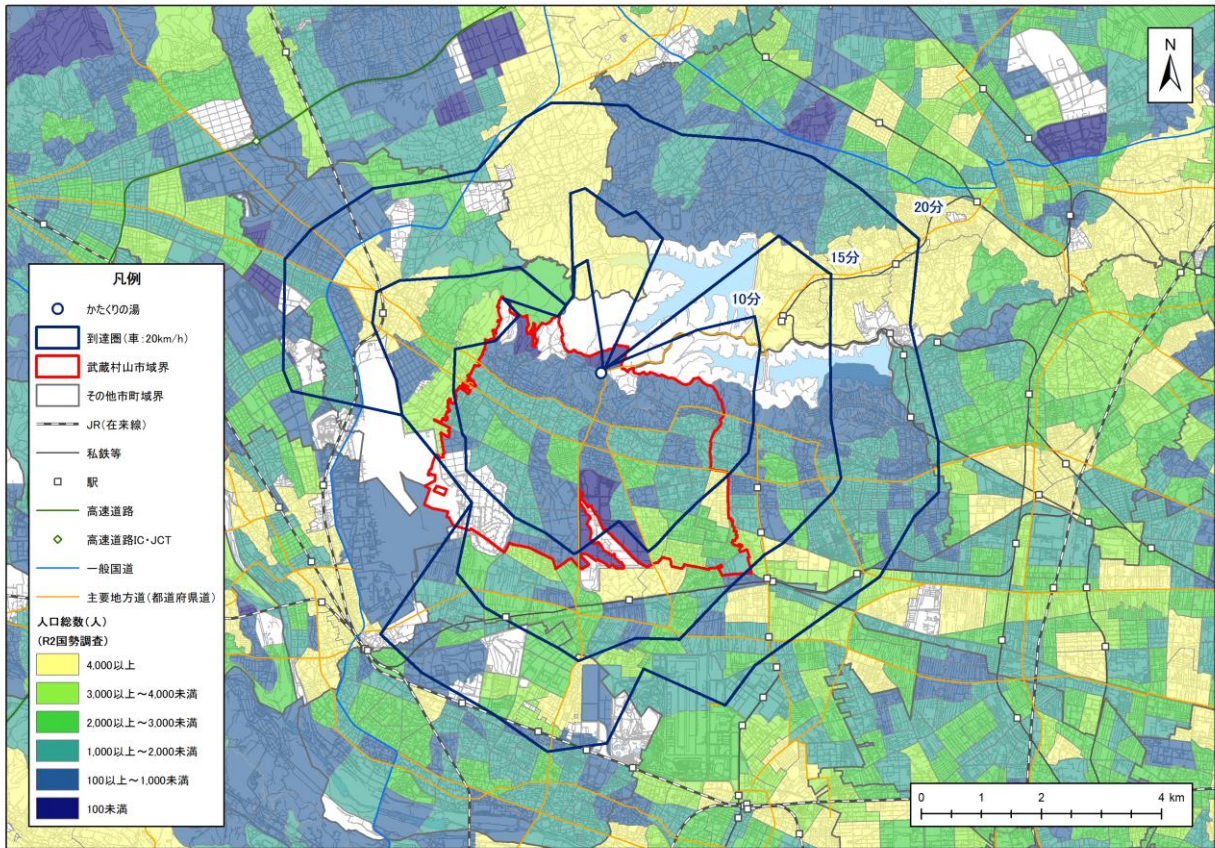 N
20分
15分
10分
凡例
かたくりの湯
到達圏(車:20km/h)
武蔵村山市域界
その他市町域界
JR(在来線)
私鉄等
駅
高速道路
高速道路IC・JCT
一般国道
主要地方道(都道府県道)
人口総数(人)
(R2国勢調査)
4,000以上
3,000以上～4,000未満
2,000以上～3,000未満
1,000以上～2,000未満
100以上～1,000未満
100未満
0 1 2 4 km